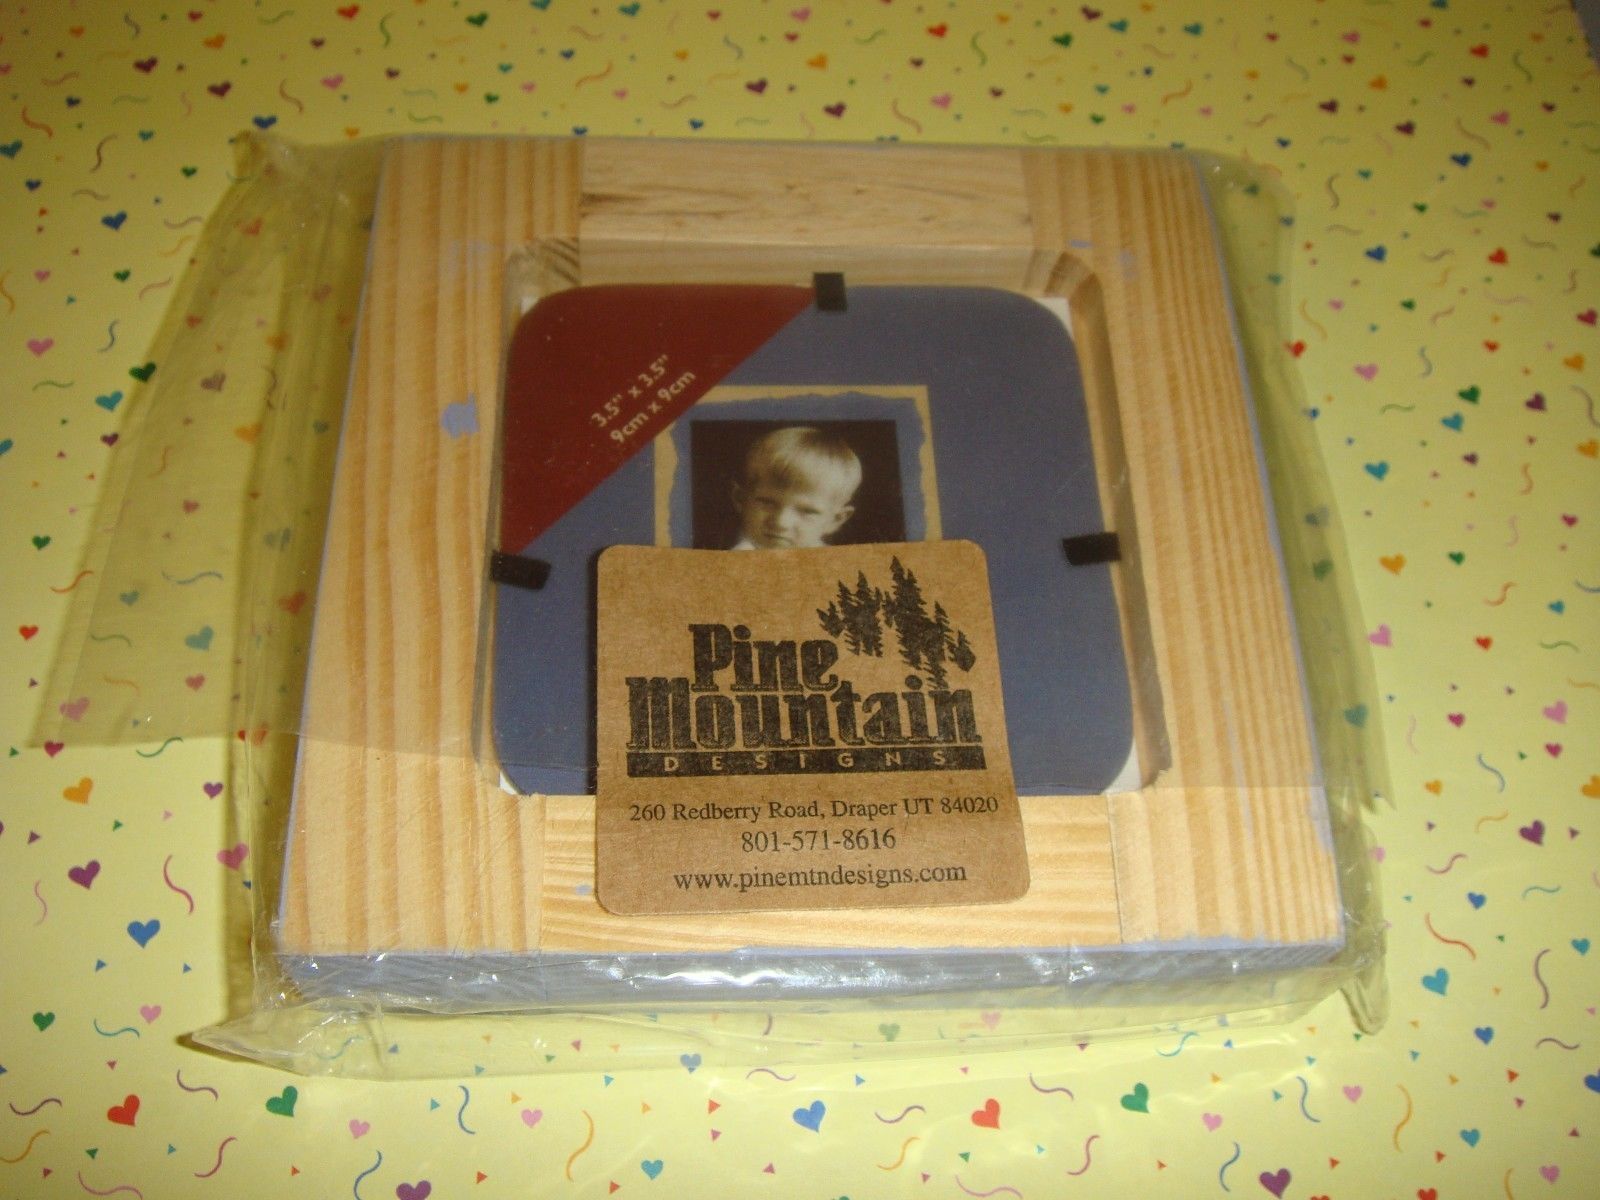 3.5" x 3.5"
9cm x 9cm
Pine
Mountain
DESIGNS
260 Redberry Road, Draper UT 84020
801-571-8616
www.pinemtndesigns.com